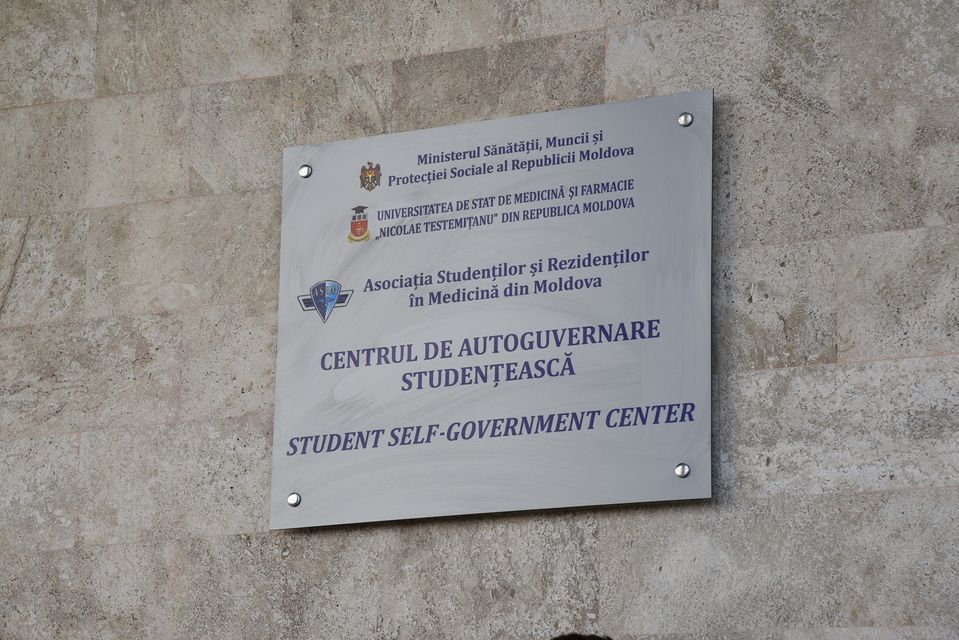 Ministerul Sănătății, Muncii și
Protecției Sociale al Republicii Moldova
UNIVERSITATEA DE STAT DE MEDICINĂ ȘI FARMACIE
„NICOLAE TESTEMIȚANU” DIN REPUBLICA MOLDOVA
Asociația Studenților și Rezidenților
în Medicină din Moldova
CENTRUL DE AUTOGUVERNARE
STUDENȚEASCĂ
STUDENT SELF-GOVERNMENT CENTER